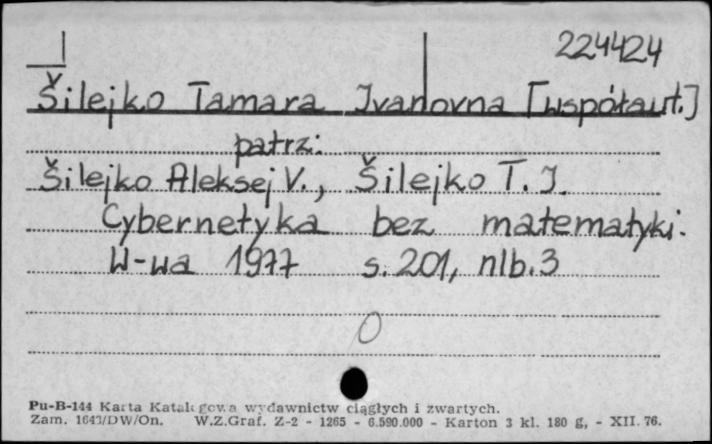 224424
Šilejko Tamara Ivanovna [współaut.]
patrz:
Šilejko Aleksej V., Šilejko T. I.
Cybernetyka bez matematyki.
W-wa 1977 s. 201, nlb. 3
0
Pu-B-144 Karta Katalogowa wydawnictw ciągłych i zwartych.
Zam. 1643/DW/On. W.Z.Graf. Z-2 - 1265 - 6.590.000 - Karton 3 kl. 180 g, - XII. 76.